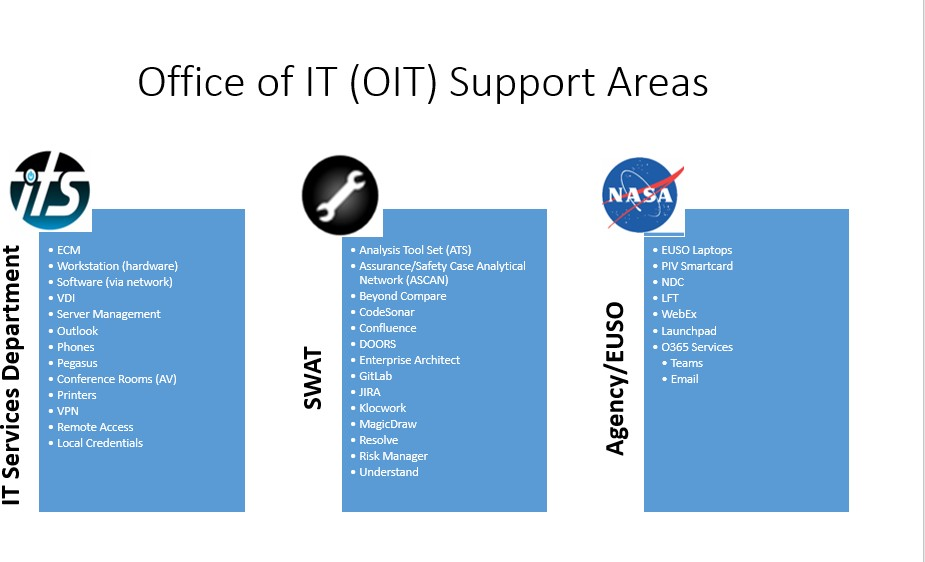 Office of IT (OIT) Support Areas
iTS
IT Services Department
• ECM
• Workstation (hardware)
• Software (via network)
• VDI
• Server Management
• Outlook
• Phones
• Pegasus
• Conference Rooms (AV)
• Printers
• VPN
• Remote Access
• Local Credentials
SWAT
• Analysis Tool Set (ATS)
• Assurance/Safety Case Analytical
Network (ASCAN)
• Beyond Compare
• CodeSonar
• Confluence
• DOORS
• Enterprise Architect
• GitLab
• JIRA
• Klocwork
• MagicDraw
• Resolve
• Risk Manager
• Understand
NASA
Agency/EUSO
• EUSO Laptops
• PIV Smartcard
• NDC
• LFT
• WebEx
• Launchpad
• O365 Services
• Teams
• Email